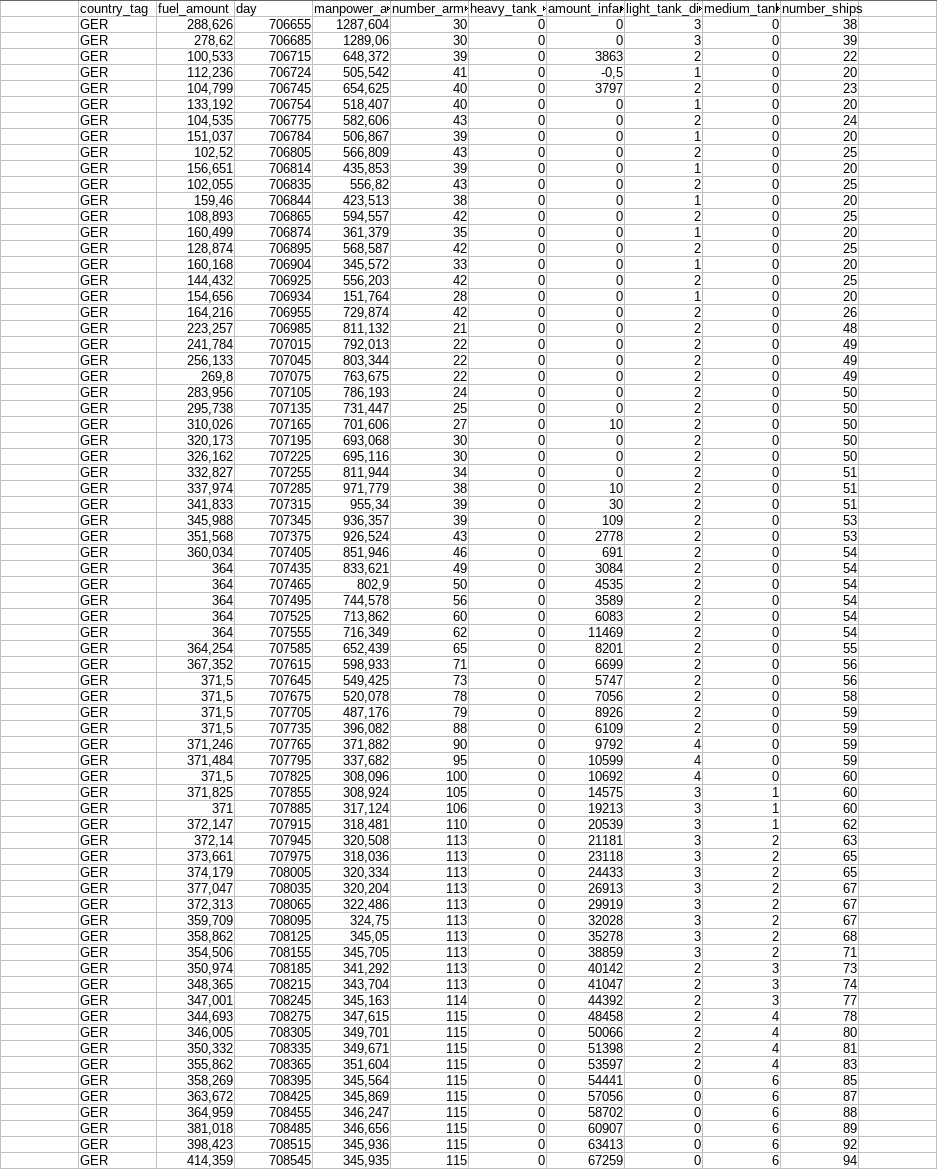 country_tag fuel_amount day manpower_a number_arm heavy_tank_ amount_infa light_tank_di medium_tank number_ships
GER 288,626 706655 1287,604 30 0 0 3 0 38
GER 278,62 706685 1289,06 30 0 0 3 0 39
GER 100,533 706715 648,372 39 0 3863 2 0 22
GER 112,236 706724 505,542 41 0 -0,5 1 0 20
GER 104,799 706745 654,625 40 0 3797 2 0 23
GER 133,192 706754 518,407 40 0 0 1 0 20
GER 104,535 706775 582,606 43 0 0 2 0 24
GER 151,037 706784 506,867 39 0 0 1 0 20
GER 102,52 706805 566,809 43 0 0 2 0 25
GER 156,651 706814 435,853 39 0 0 1 0 20
GER 102,055 706835 556,82 43 0 0 2 0 25
GER 159,46 706844 423,513 38 0 0 1 0 20
GER 108,893 706865 594,557 42 0 0 2 0 25
GER 160,499 706874 361,379 35 0 0 1 0 20
GER 128,874 706895 568,587 42 0 0 2 0 25
GER 160,168 706904 345,572 33 0 0 1 0 20
GER 144,432 706925 556,203 42 0 0 2 0 25
GER 154,656 706934 151,764 28 0 0 1 0 20
GER 164,216 706955 729,874 42 0 0 2 0 26
GER 223,257 706985 811,132 21 0 0 2 0 48
GER 241,784 707015 792,013 22 0 0 2 0 49
GER 256,133 707045 803,344 22 0 0 2 0 49
GER 269,8 707075 763,675 22 0 0 2 0 49
GER 283,956 707105 786,193 24 0 0 2 0 50
GER 295,738 707135 731,447 25 0 0 2 0 50
GER 310,026 707165 701,606 27 0 10 2 0 50
GER 320,173 707195 693,068 30 0 0 2 0 50
GER 326,162 707225 695,116 30 0 0 2 0 50
GER 332,827 707255 811,944 34 0 0 2 0 51
GER 337,974 707285 971,779 38 0 10 2 0 51
GER 341,833 707315 955,34 39 0 30 2 0 51
GER 345,988 707345 936,357 39 0 109 2 0 53
GER 351,568 707375 926,524 43 0 2778 2 0 53
GER 360,034 707405 851,946 46 0 691 2 0 54
GER 364 707435 833,621 49 0 3084 2 0 54
GER 364 707465 802,9 50 0 4535 2 0 54
GER 364 707495 744,578 56 0 3589 2 0 54
GER 364 707525 713,862 60 0 6083 2 0 54
GER 364 707555 716,349 62 0 11469 2 0 54
GER 364,254 707585 652,439 65 0 8201 2 0 55
GER 367,352 707615 598,933 71 0 6699 2 0 56
GER 371,5 707645 549,425 73 0 5747 2 0 56
GER 371,5 707675 520,078 78 0 7056 2 0 58
GER 371,5 707705 487,176 79 0 8926 2 0 59
GER 371,5 707735 396,082 88 0 6109 2 0 59
GER 371,246 707765 371,882 90 0 9792 4 0 59
GER 371,484 707795 337,682 95 0 10599 4 0 59
GER 371,5 707825 308,096 100 0 10692 4 0 60
GER 371,825 707855 308,924 105 0 14575 3 1 60
GER 371 707885 317,124 106 0 19213 3 1 60
GER 372,147 707915 318,481 110 0 20539 3 1 62
GER 372,14 707945 320,508 113 0 21181 3 2 63
GER 373,661 707975 318,036 113 0 23118 3 2 65
GER 374,179 708005 320,334 113 0 24433 3 2 65
GER 377,047 708035 320,204 113 0 26913 3 2 67
GER 372,313 708065 322,486 113 0 29919 3 2 67
GER 359,709 708095 324,75 113 0 32028 3 2 67
GER 358,862 708125 345,05 113 0 35278 3 2 68
GER 354,506 708155 345,705 113 0 38859 3 2 71
GER 350,974 708185 341,292 113 0 40142 2 3 73
GER 348,365 708215 343,704 113 0 41047 2 3 74
GER 347,001 708245 345,163 114 0 44392 2 3 77
GER 344,693 708275 347,615 115 0 48458 2 4 78
GER 346,005 708305 349,701 115 0 50066 2 4 80
GER 350,332 708335 349,671 115 0 51398 2 4 81
GER 355,862 708365 351,604 115 0 53597 2 4 83
GER 358,269 708395 345,564 115 0 54441 0 6 85
GER 363,672 708425 345,869 115 0 57056 0 6 87
GER 364,959 708455 346,247 115 0 58702 0 6 88
GER 381,018 708485 346,656 115 0 60907 0 6 89
GER 398,423 708515 345,936 115 0 63413 0 6 92
GER 414,359 708545 345,935 115 0 67259 0 6 94